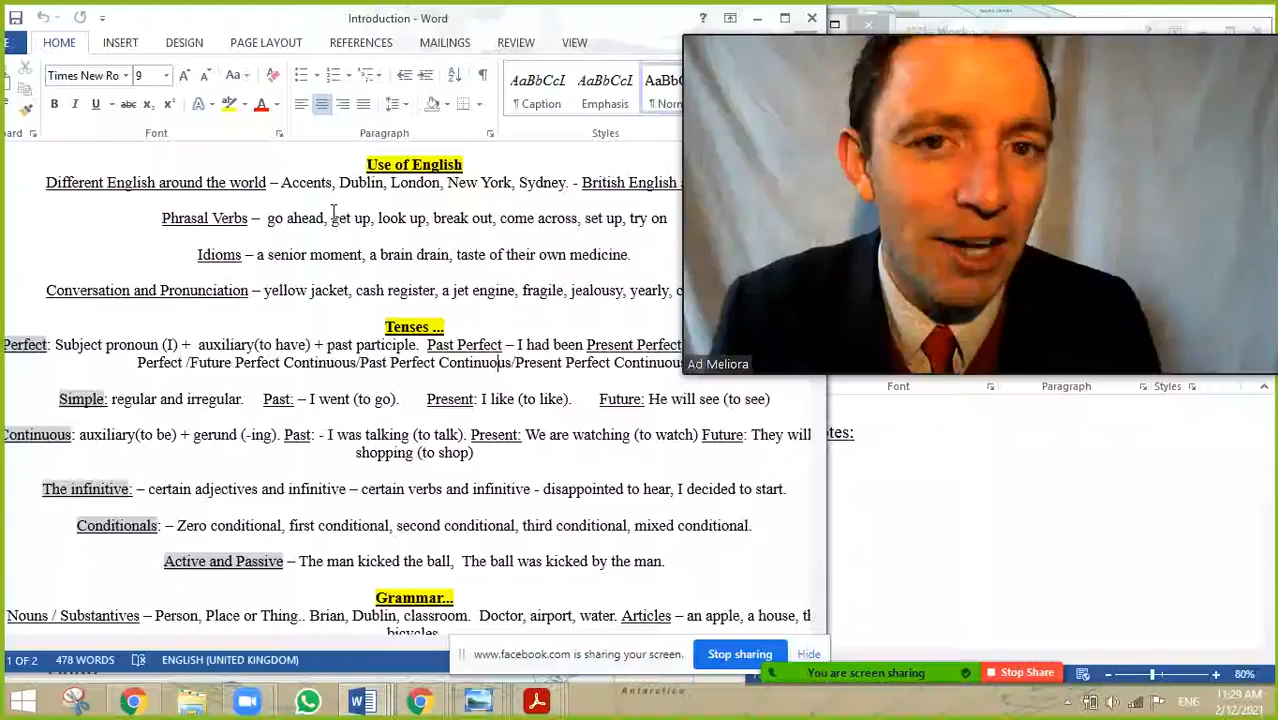 Introduction - Word
HOME INSERT DESIGN PAGE LAYOUT REFERENCES MAILINGS REVIEW VIEW
Times New Ro 9 Aa AaBbCcI AaBbCcI AaBbC
B I U abc x₂ x² A A ¶ Caption Emphasis ¶ Norm
ard Font Paragraph Styles
Use of English
Different English around the world – Accents, Dublin, London, New York, Sydney. - British English
Phrasal Verbs – go ahead, get up, look up, break out, come across, set up, try on
Idioms – a senior moment, a brain drain, taste of their own medicine.
Conversation and Pronunciation – yellow jacket, cash register, a jet engine, fragile, jealousy, yearly, c
Tenses ...
Perfect: Subject pronoun (I) + auxiliary(to have) + past participle. Past Perfect – I had been Present Perfect
Perfect /Future Perfect Continuous/Past Perfect Continuous/Present Perfect Continuous
Simple: regular and irregular. Past: – I went (to go). Present: I like (to like). Future: He will see (to see)
Continuous: auxiliary(to be) + gerund (-ing). Past: - I was talking (to talk). Present: We are watching (to watch) Future: They will
shopping (to shop)
The infinitive: – certain adjectives and infinitive – certain verbs and infinitive - disappointed to hear, I decided to start.
Conditionals: – Zero conditional, first conditional, second conditional, third conditional, mixed conditional.
Active and Passive – The man kicked the ball, The ball was kicked by the man.
Grammar...
Nouns / Substantives – Person, Place or Thing.. Brian, Dublin, classroom. Doctor, airport, water. Articles – an apple, a house, th
bicycles
Ad Meliora
Font Paragraph Styles
otes:
www.facebook.com is sharing your screen. Stop sharing Hide
You are screen sharing Stop Share
1 OF 2 478 WORDS ENGLISH (UNITED KINGDOM)
80%
Antarctica
ENG
11:29 AM
2/12/2021